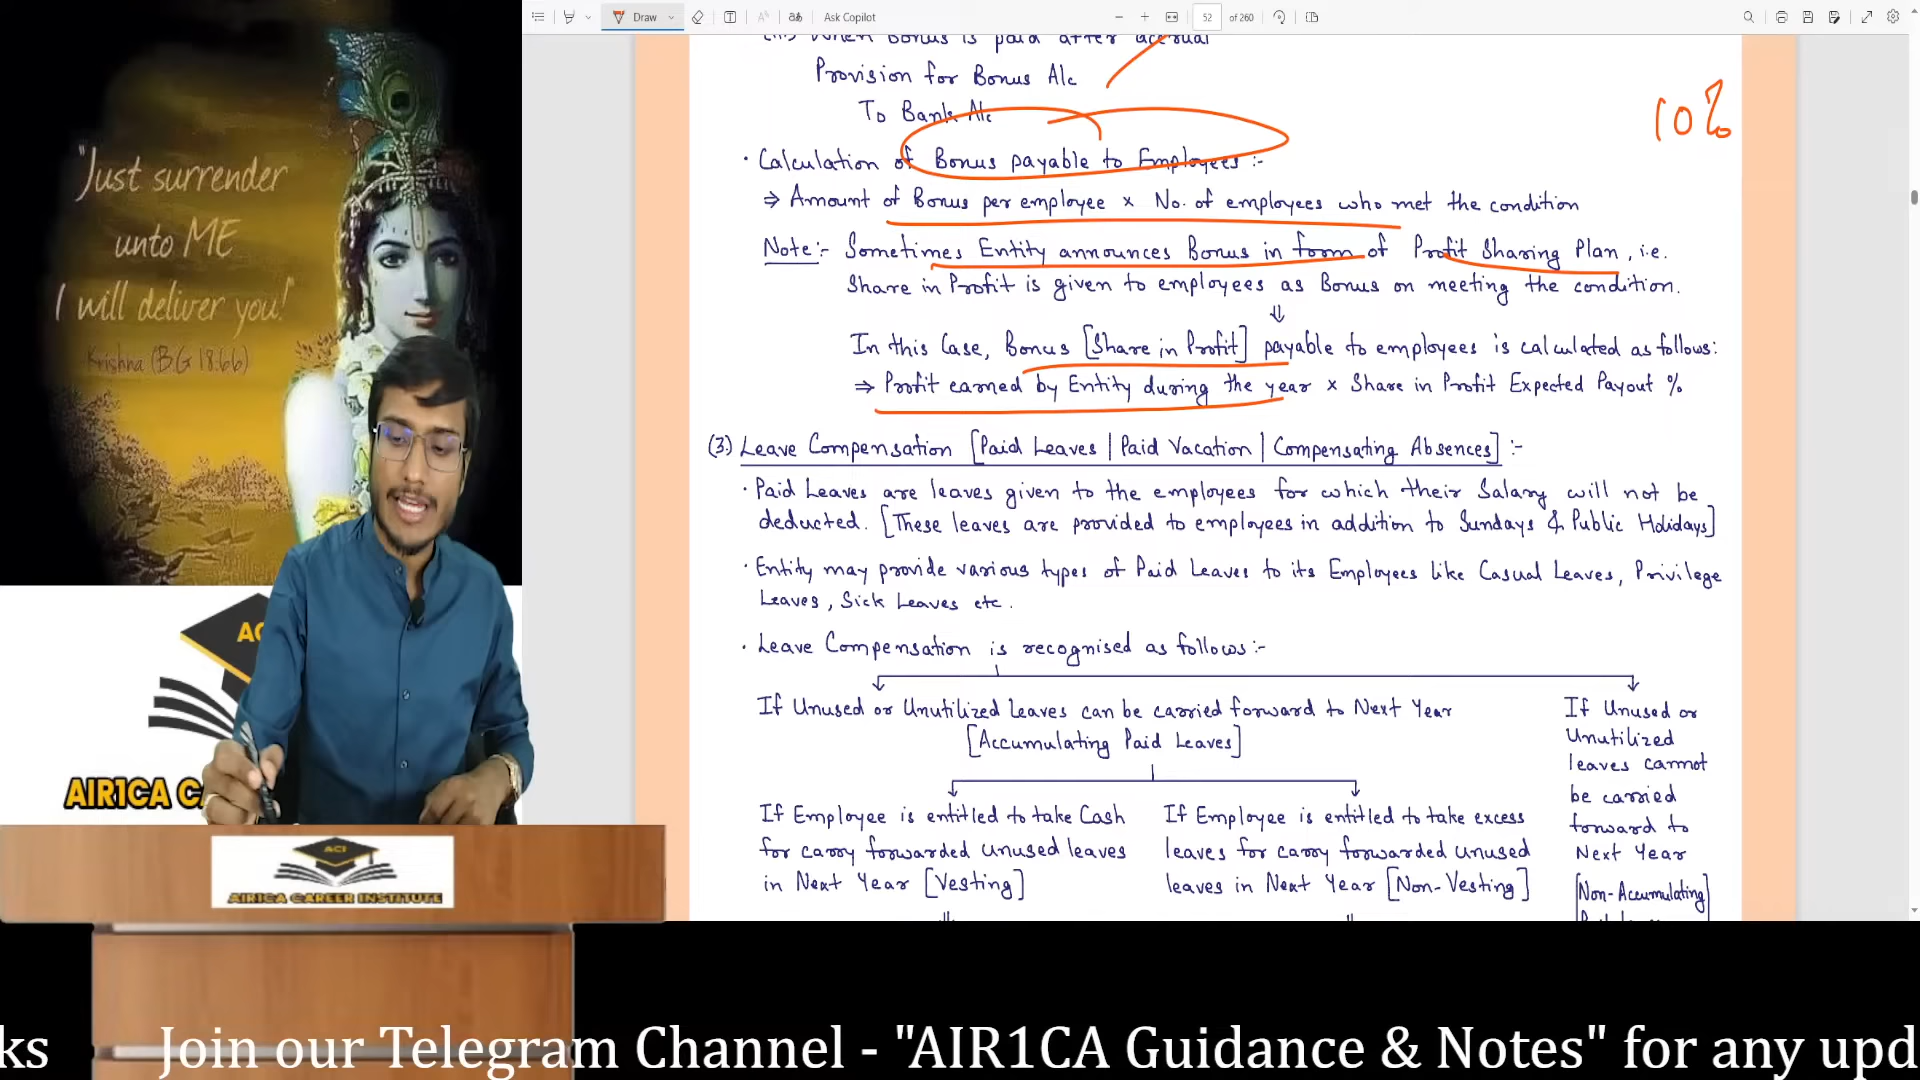 "Just surrender
unto ME
I will deliver you!"
Krishna (B.G 18:66)
AIR1CA C
ACI
AIR1CA CAREER INSTITUTE
Draw
Ask Copilot
52
of 260
When Bonus is paid after accrual
Provision for Bonus A/c
To Bank A/c
10%
• Calculation of Bonus payable to Employees :-
⇒ Amount of Bonus per employee × No. of employees who met the condition
Note:- Sometimes Entity announces Bonus in form of Profit Sharing Plan, i.e.
Share in Profit is given to employees as Bonus on meeting the condition.
⇓
In this Case, Bonus [Share in Profit] payable to employees is calculated as follows:
⇒ Profit earned by Entity during the year × Share in Profit Expected Payout %
(3.) Leave Compensation [Paid Leaves | Paid Vacation | Compensating Absences] :-
• Paid Leaves are leaves given to the employees for which their Salary will not be
deducted. [These leaves are provided to employees in addition to Sundays & Public Holidays]
• Entity may provide various types of Paid Leaves to its Employees like Casual Leaves, Privilege
Leaves, Sick Leaves etc.
• Leave Compensation is recognised as follows:-
If Unused or Unutilized Leaves can be carried forward to Next Year
[Accumulating Paid Leaves]
If Unused or
Unutilized
leaves cannot
be carried
forward to
Next Year
[Non-Accumulating
If Employee is entitled to take Cash
for carry forwarded unused leaves
in Next Year [Vesting]
If Employee is entitled to take excess
leaves for carry forwarded unused
leaves in Next Year [Non-Vesting]
ks Join our Telegram Channel - "AIR1CA Guidance & Notes" for any upd